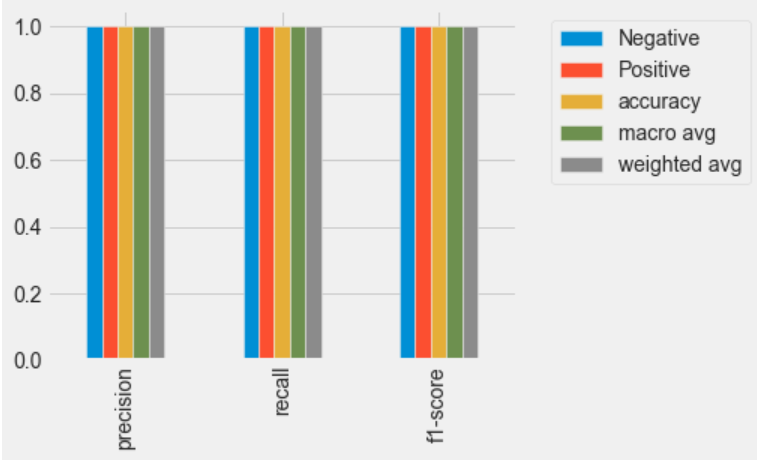 1.0
0.8
0.6
0.4
0.2
0.0
precision
recall
f1-score
Negative
Positive
accuracy
macro avg
weighted avg